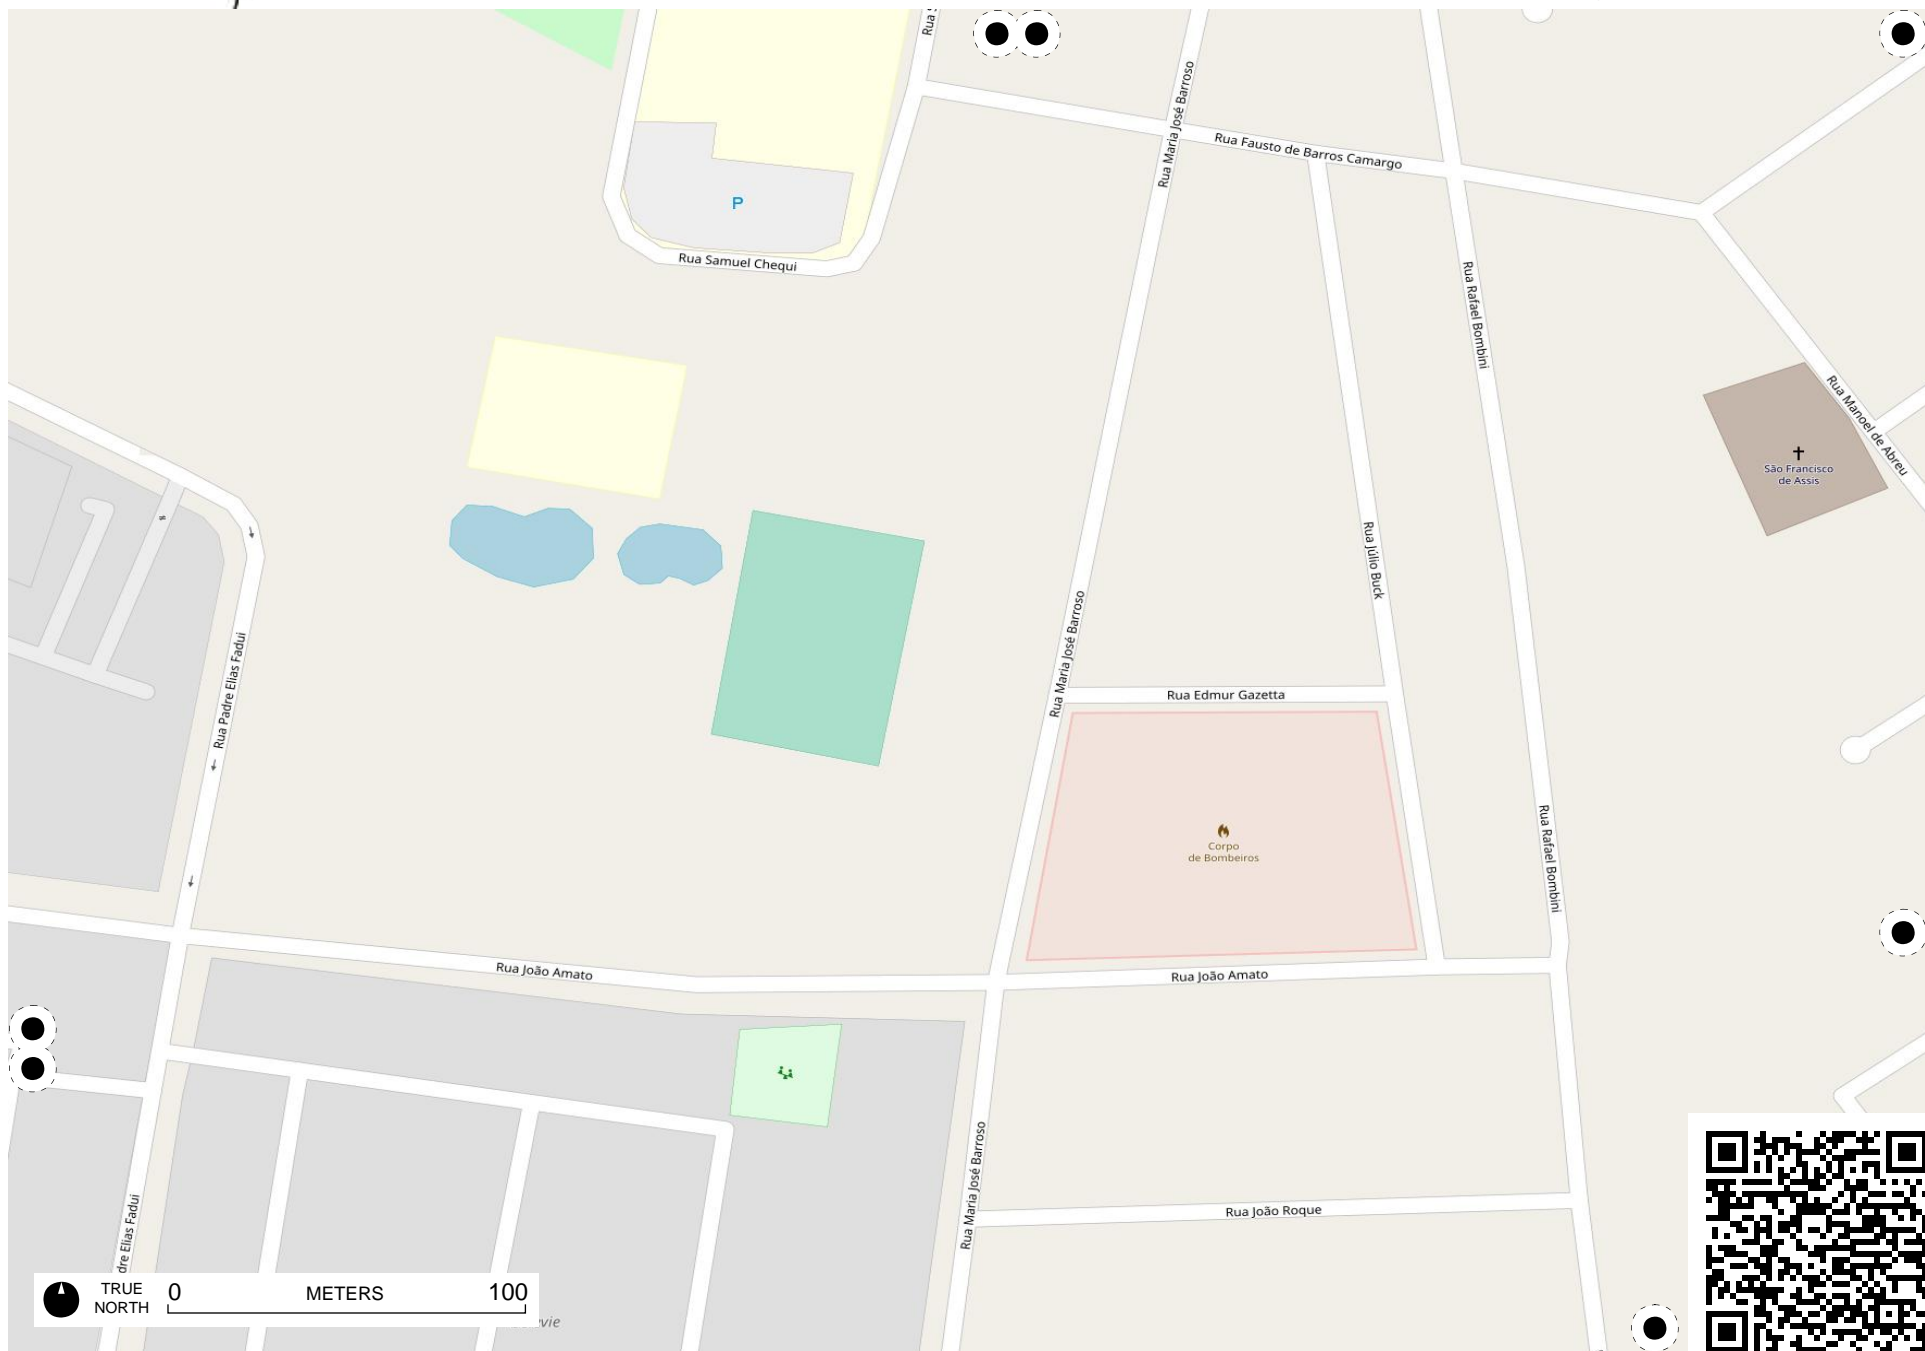 Rua Maria José Barroso
Rua Fausto de Barros Camargo
P
Rua Samuel Chequi
Rua Rafael Bombini
Rua Manoel de Abreu
São Francisco
de Assis
Rua Júlio Buck
Rua Maria José Barroso
Rua Padre Elias Fadui
Rua Edmur Gazetta
Corpo
de Bombeiros
Rua Rafael Bombini
Rua João Amato
Rua João Amato
Rua Maria José Barroso
Rua João Roque
dre Elias Fadui
TRUE
NORTH
0 METERS 100